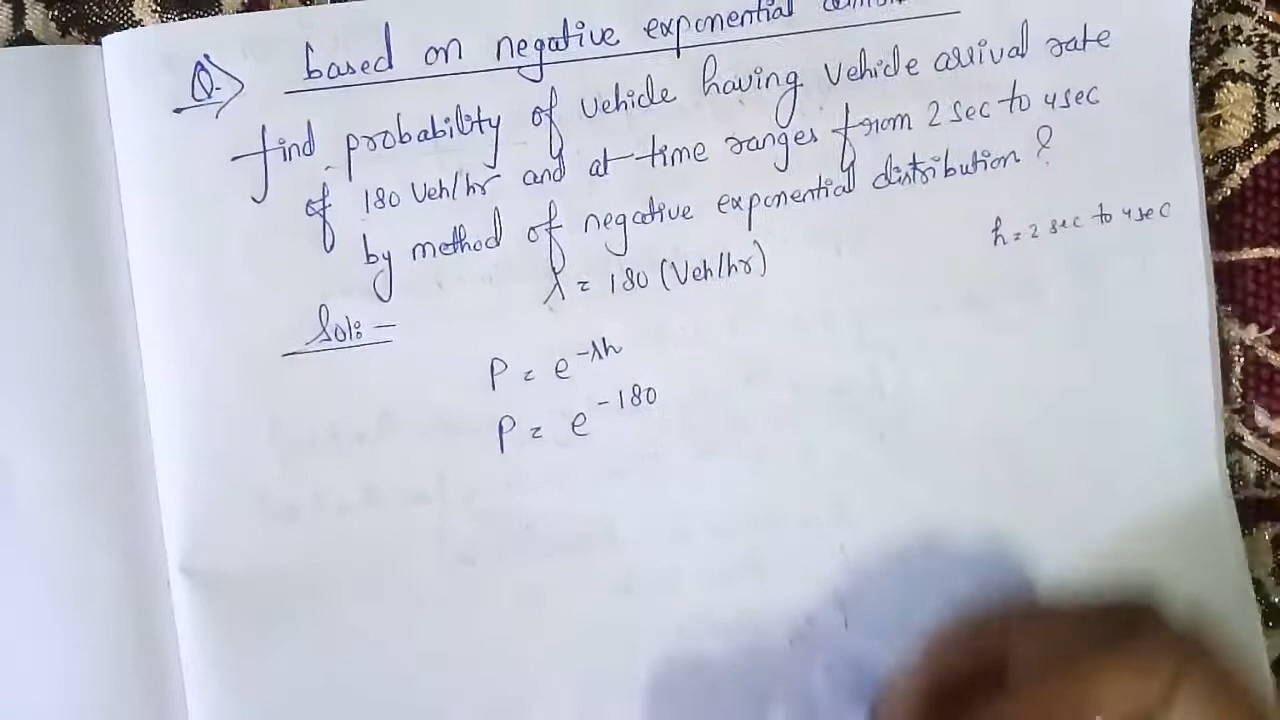 Q.> based on negative exponential
find probability of vehicle having vehicle arrival rate
of 180 Veh/hr and at time ranges from 2 sec to 4 sec
by method of negative exponential distribution ?
h = 2 sec to 4 sec
λ = 180 (Veh/hr)
Sol: -
P = e^-λh
P = e^-180